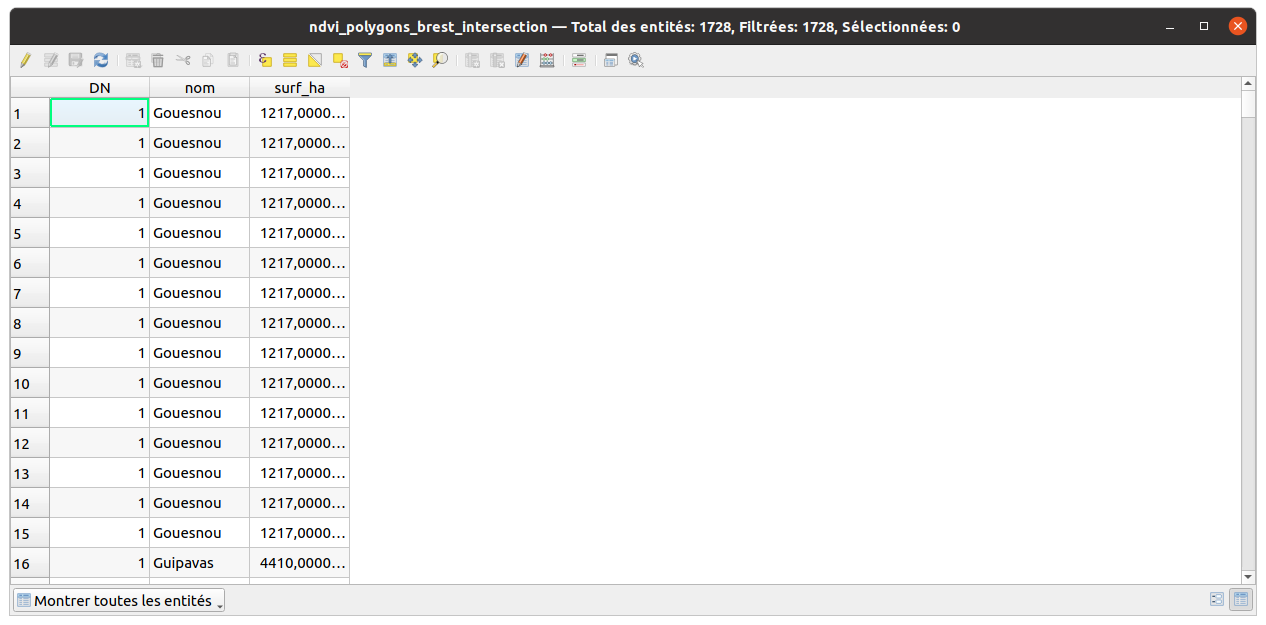 ndvi_polygons_brest_intersection — Total des entités: 1728, Filtrées: 1728, Sélectionnées: 0
DN nom surf_ha
1 1 Gouesnou 1217,0000...
2 1 Gouesnou 1217,0000...
3 1 Gouesnou 1217,0000...
4 1 Gouesnou 1217,0000...
5 1 Gouesnou 1217,0000...
6 1 Gouesnou 1217,0000...
7 1 Gouesnou 1217,0000...
8 1 Gouesnou 1217,0000...
9 1 Gouesnou 1217,0000...
10 1 Gouesnou 1217,0000...
11 1 Gouesnou 1217,0000...
12 1 Gouesnou 1217,0000...
13 1 Gouesnou 1217,0000...
14 1 Gouesnou 1217,0000...
15 1 Gouesnou 1217,0000...
16 1 Guipavas 4410,0000...
Montrer toutes les entités